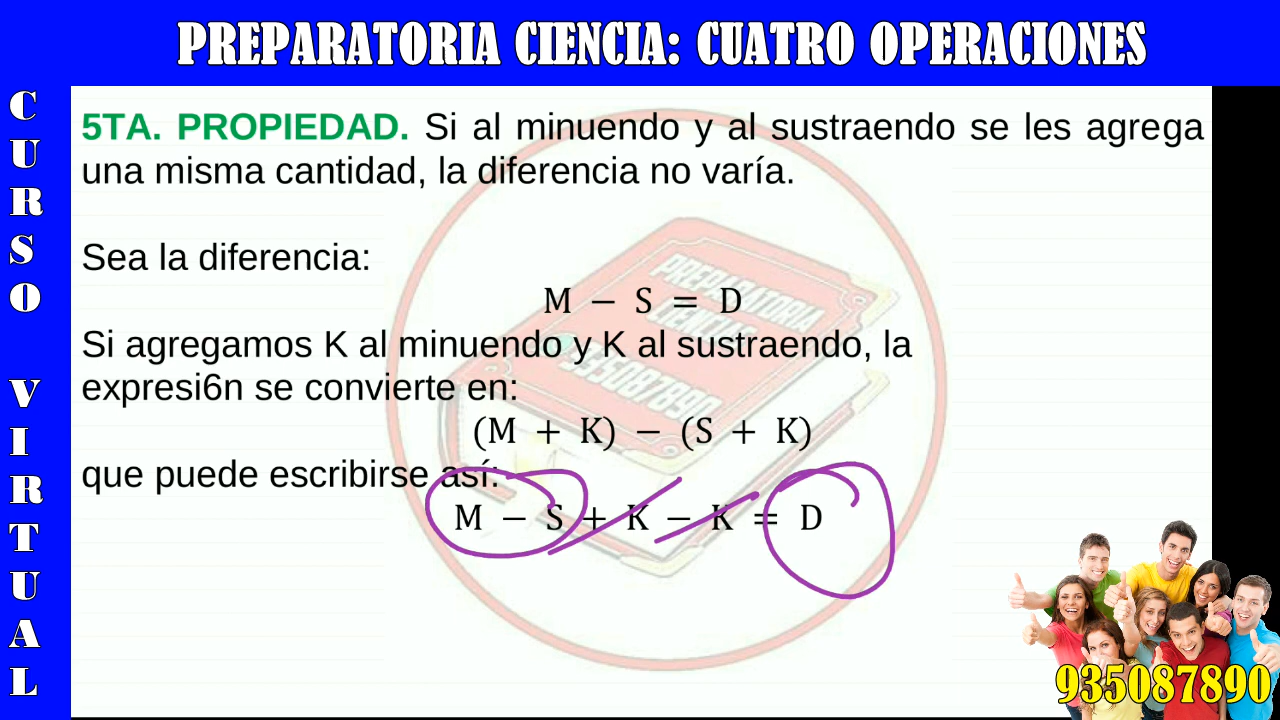 PREPARATORIA CIENCIA: CUATRO OPERACIONES
CURSO VIRTUAL
5TA. PROPIEDAD. Si al minuendo y al sustraendo se les agrega
una misma cantidad, la diferencia no varía.
Sea la diferencia:
M − S = D
Si agregamos K al minuendo y K al sustraendo, la
expresi6n se convierte en:
(M + K) − (S + K)
que puede escribirse así:
M − S + K − K = D
PREPARATORIA
935087890
935087890